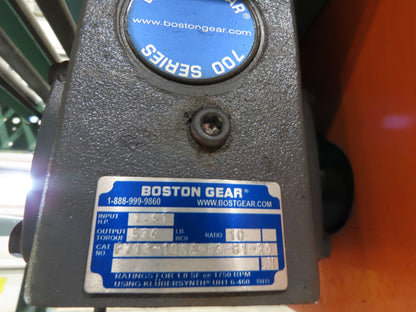 GEAR
www.bostongear.com
700 SERIES
BOSTON GEAR®
1-888-999-9860 WWW.BOSTGEAR.COM
INPUT H.P.
OUTPUT TORQUE LB. INCH RATIO 10
CAT NO.
RATINGS FOR 1.0 SF AT 1750 RPM
USING KLÜBERSYNTH® UH1 6-460